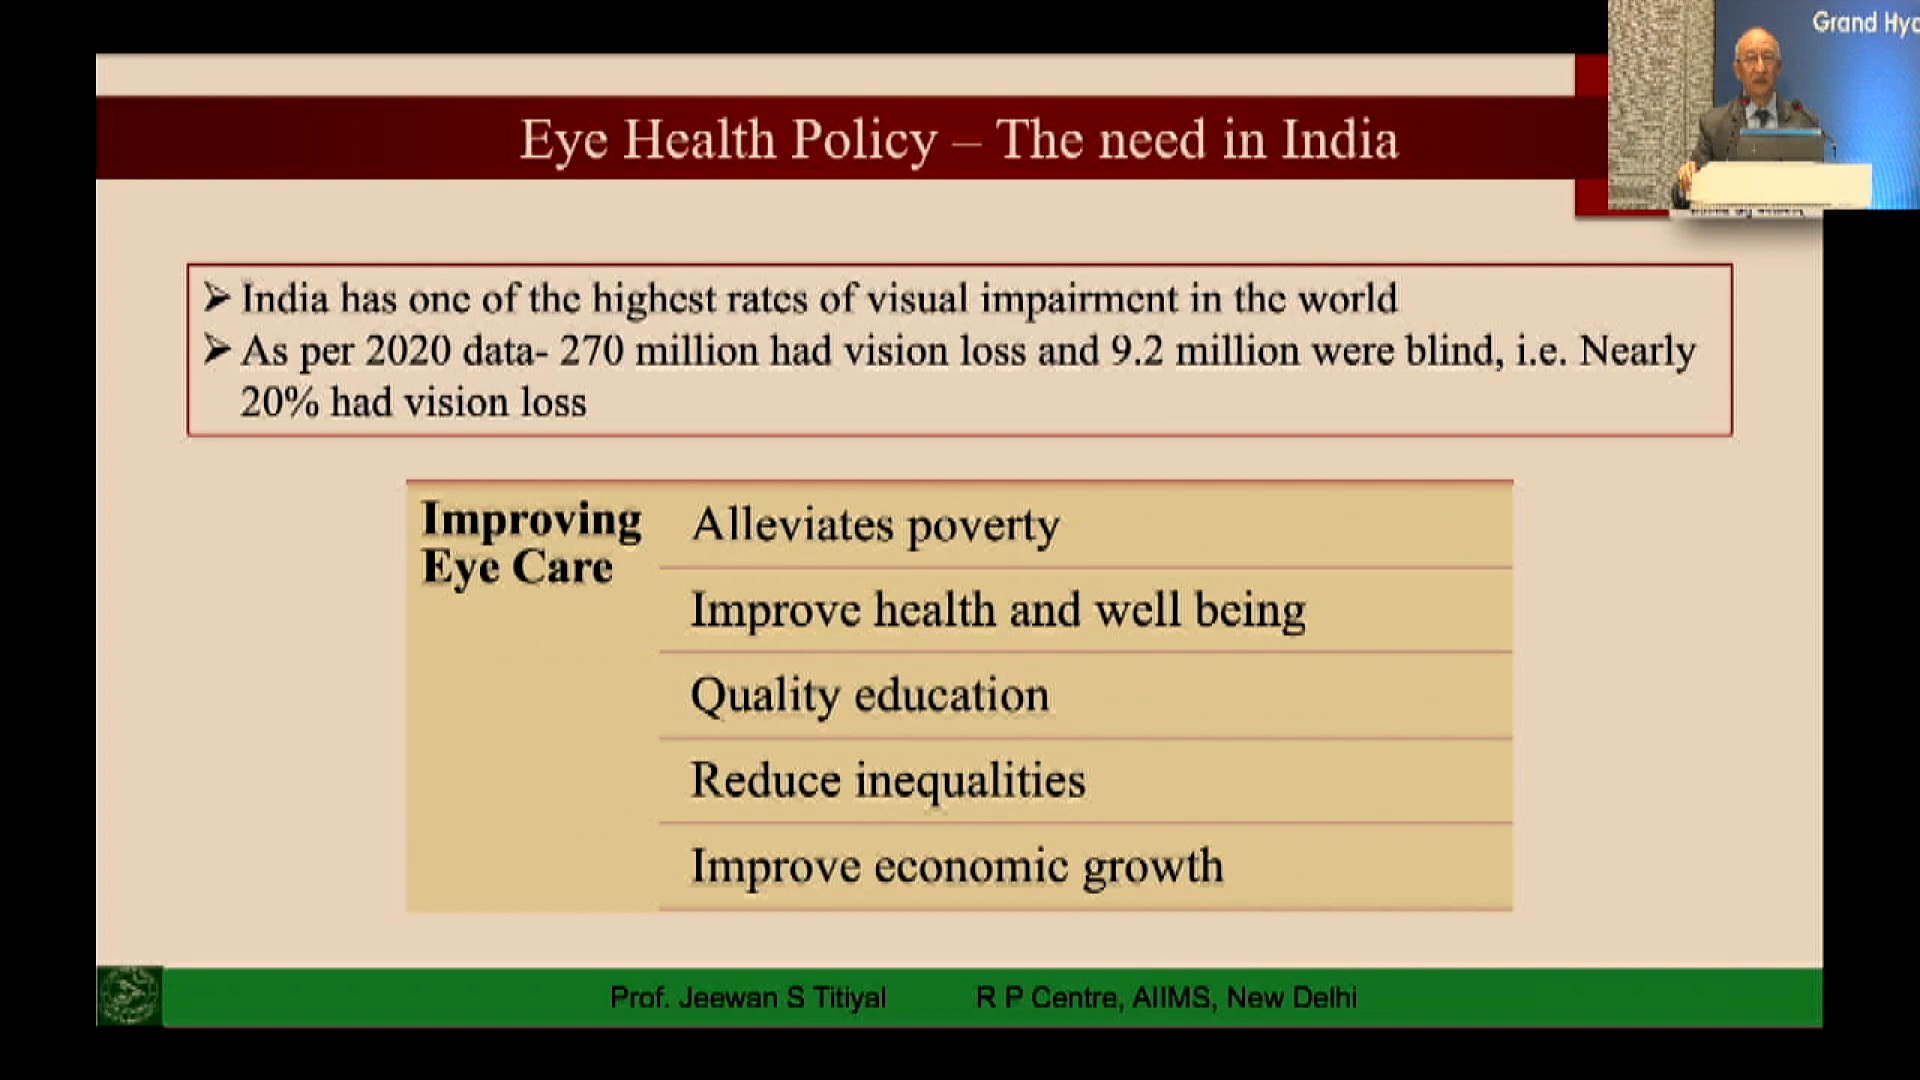 Grand Hyd
Eye Health Policy – The need in India
➢ India has one of the highest rates of visual impairment in the world
➢ As per 2020 data- 270 million had vision loss and 9.2 million were blind, i.e. Nearly
20% had vision loss
Improving
Eye Care
Alleviates poverty
Improve health and well being
Quality education
Reduce inequalities
Improve economic growth
Prof. Jeewan S Titiyal
R P Centre, AIIMS, New Delhi